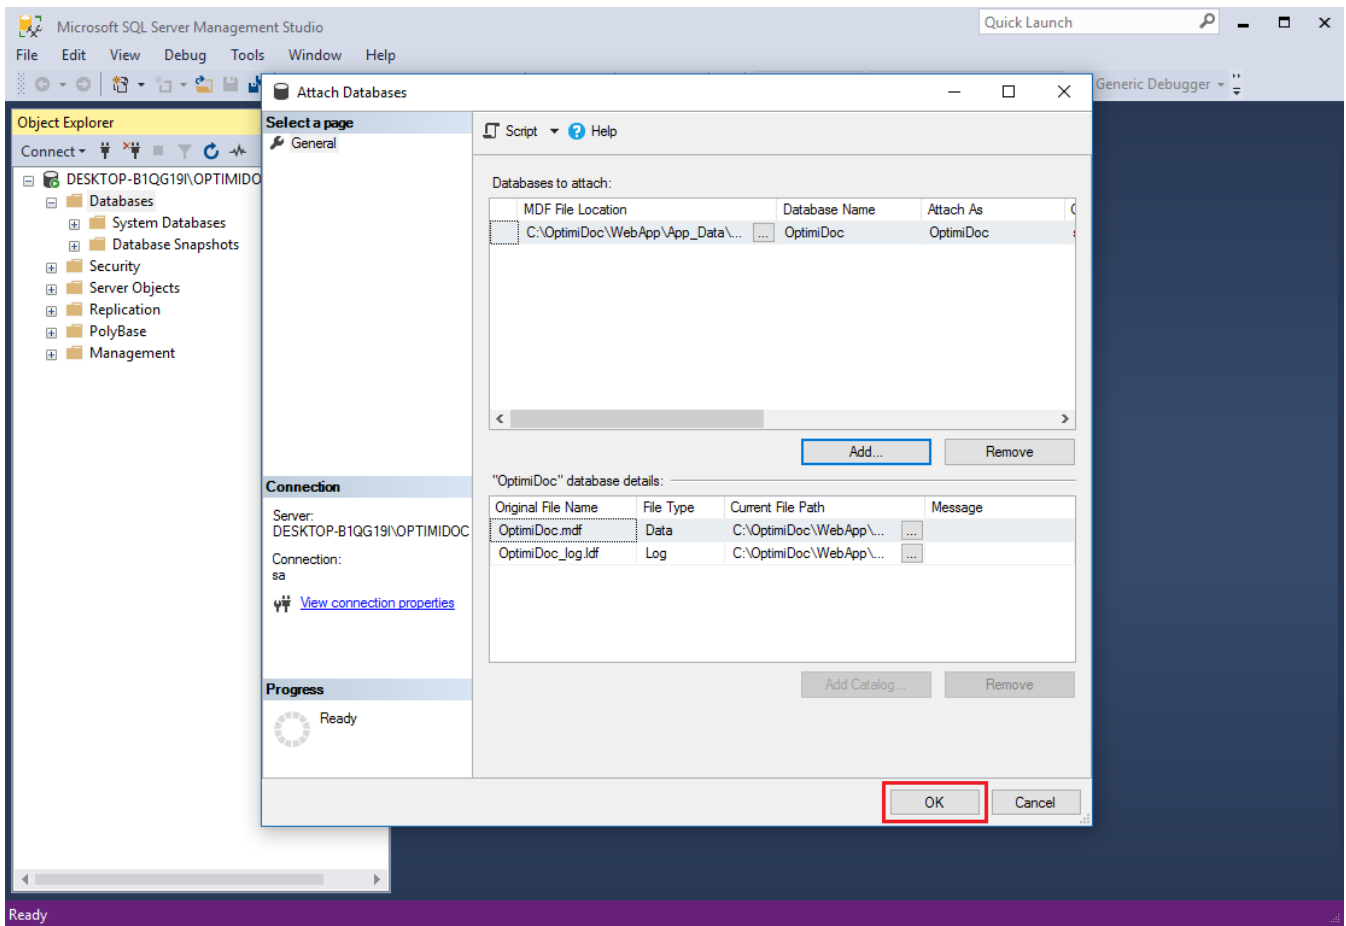 Microsoft SQL Server Management Studio
Quick Launch
File Edit View Debug Tools Window Help
Generic Debugger
Attach Databases
Object Explorer
Connect
DESKTOP-B1QG19I\OPTIMIDO
Databases
System Databases
Database Snapshots
Security
Server Objects
Replication
PolyBase
Management
Select a page
General
Script Help
Databases to attach:
MDF File Location Database Name Attach As
C:\OptimiDoc\WebApp\App_Data\... ... OptimiDoc OptimiDoc
Add... Remove
"OptimiDoc" database details:
Original File Name File Type Current File Path Message
OptimiDoc.mdf Data C:\OptimiDoc\WebApp\... ...
OptimiDoc_log.ldf Log C:\OptimiDoc\WebApp\... ...
Add Catalog... Remove
Connection
Server:
DESKTOP-B1QG19I\OPTIMIDOC
Connection:
sa
View connection properties
Progress
Ready
OK Cancel
Ready